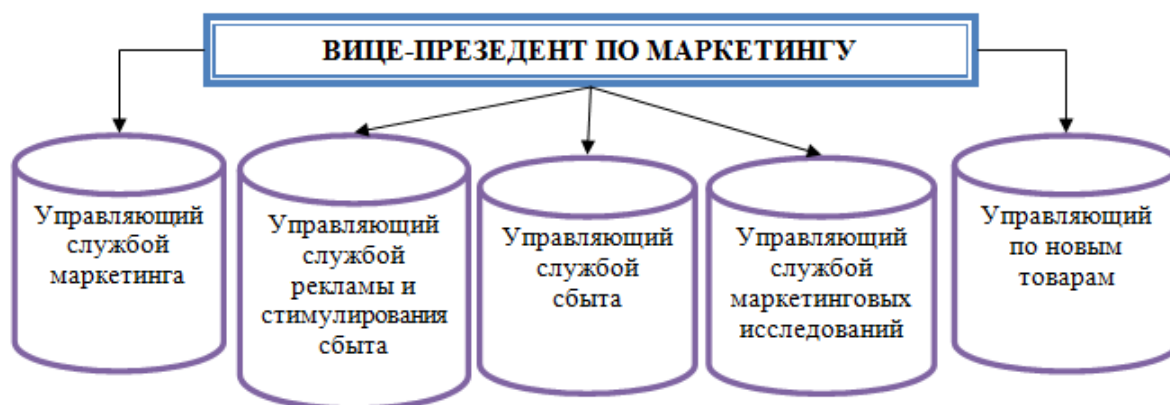 ВИЦЕ-ПРЕЗЕДЕНТ ПО МАРКЕТИНГУ
Управляющий
службой
маркетинга
Управляющий
службой
рекламы и
стимулирования
сбыта
Управляющий
службой
сбыта
Управляющий
службой
маркетинговых
исследований
Управляющий
по новым
товарам